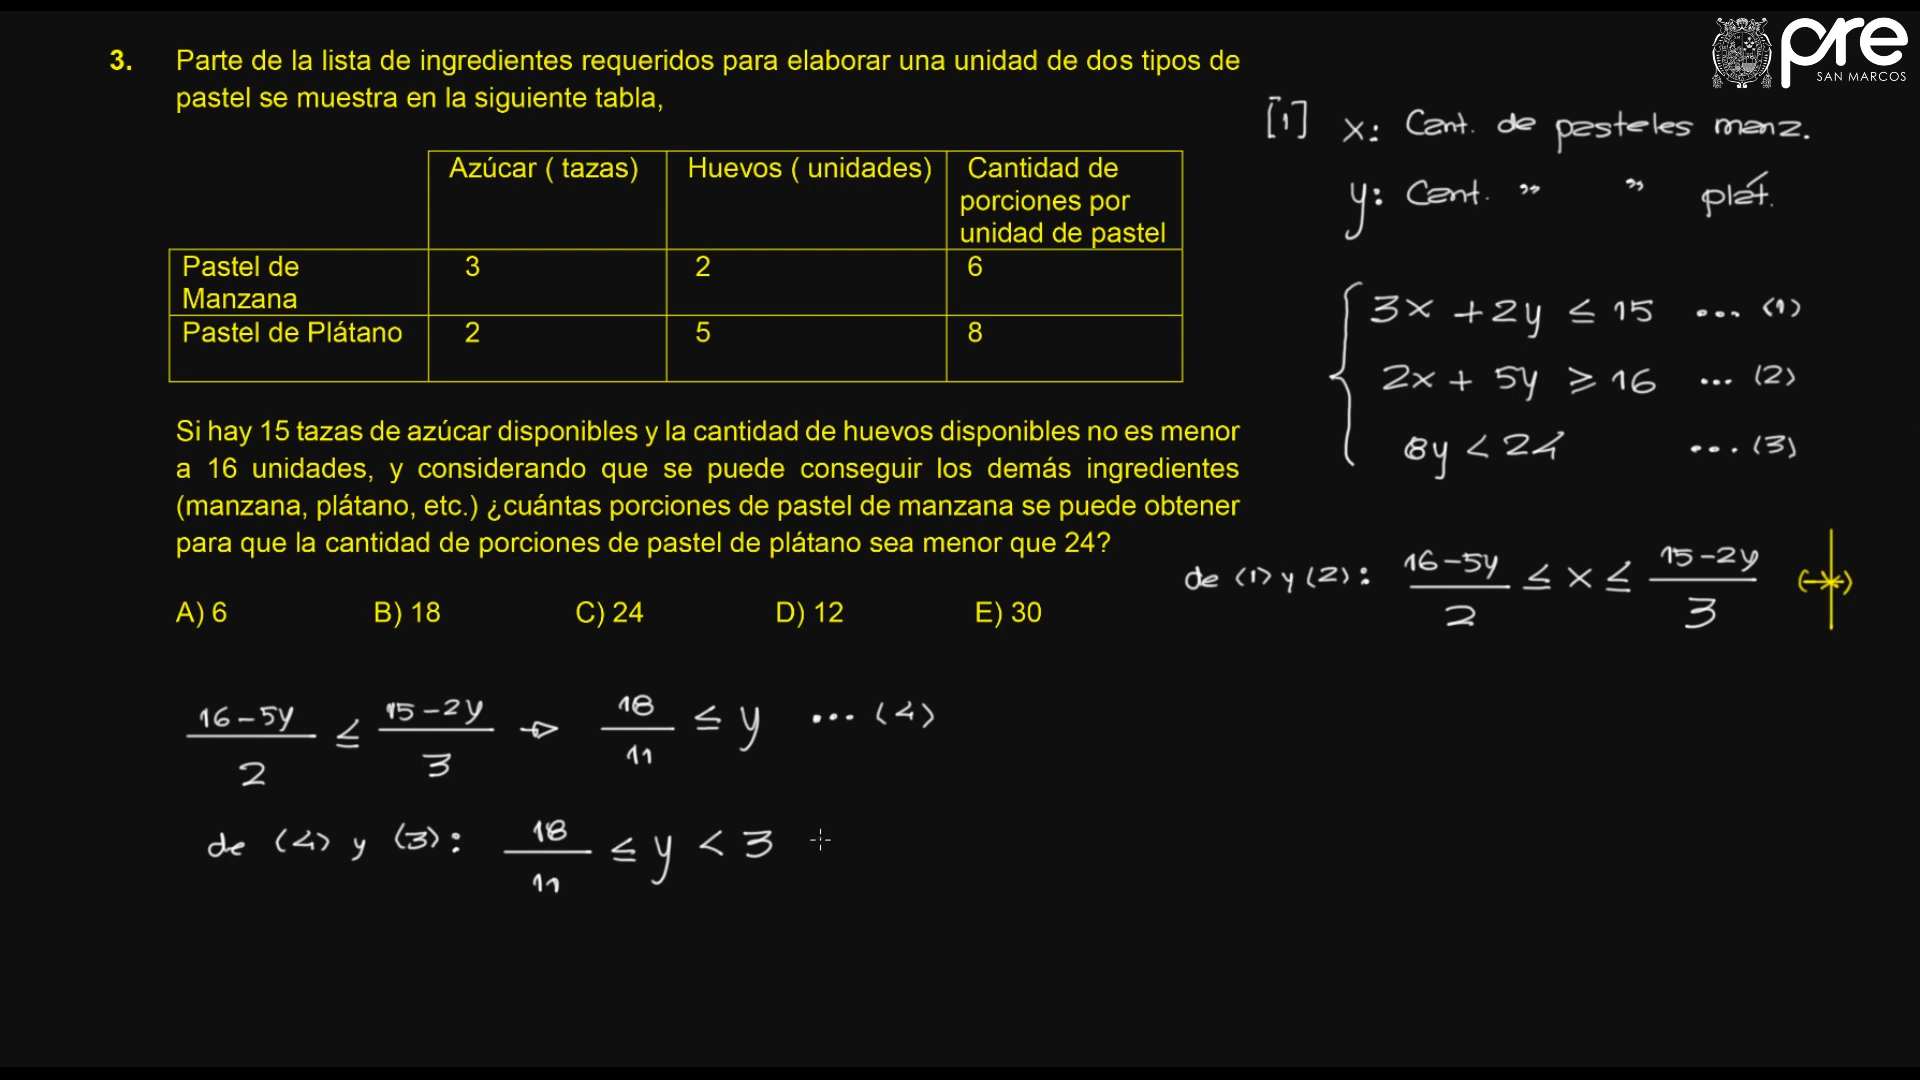 pre
SAN MARCOS
3. Parte de la lista de ingredientes requeridos para elaborar una unidad de dos tipos de
pastel se muestra en la siguiente tabla,
Azúcar ( tazas) Huevos ( unidades) Cantidad de
porciones por
unidad de pastel
Pastel de
Manzana 3 2 6
Pastel de Plátano 2 5 8
Si hay 15 tazas de azúcar disponibles y la cantidad de huevos disponibles no es menor
a 16 unidades, y considerando que se puede conseguir los demás ingredientes
(manzana, plátano, etc.) ¿cuántas porciones de pastel de manzana se puede obtener
para que la cantidad de porciones de pastel de plátano sea menor que 24?
A) 6 B) 18 C) 24 D) 12 E) 30
[1] x: Cant. de pasteles manz.
y: Cant. " " plát.
3x + 2y ≤ 15 ... (1)
2x + 5y ≥ 16 ... (2)
8y < 24 ... (3)
de (1) y (2): 16-5y/2 ≤ x ≤ 15-2y/3 (*)
16-5y/2 ≤ 15-2y/3 → 18/11 ≤ y ... (4)
de (4) y (3): 18/11 ≤ y < 3